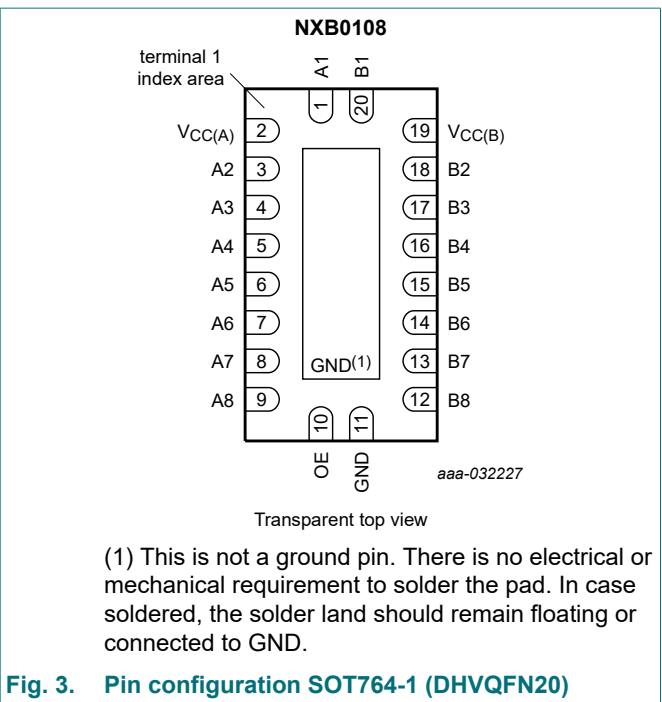 NXB0108
terminal 1
index area
A1
B1
1
20
VCC(A) 2
19 VCC(B)
A2 3
18 B2
A3 4
17 B3
A4 5
16 B4
A5 6
15 B5
A6 7
14 B6
A7 8
13 B7
GND(1)
A8 9
12 B8
10
11
OE
GND
aaa-032227
Transparent top view
(1) This is not a ground pin. There is no electrical or
mechanical requirement to solder the pad. In case
soldered, the solder land should remain floating or
connected to GND.
Fig. 3. Pin configuration SOT764-1 (DHVQFN20)